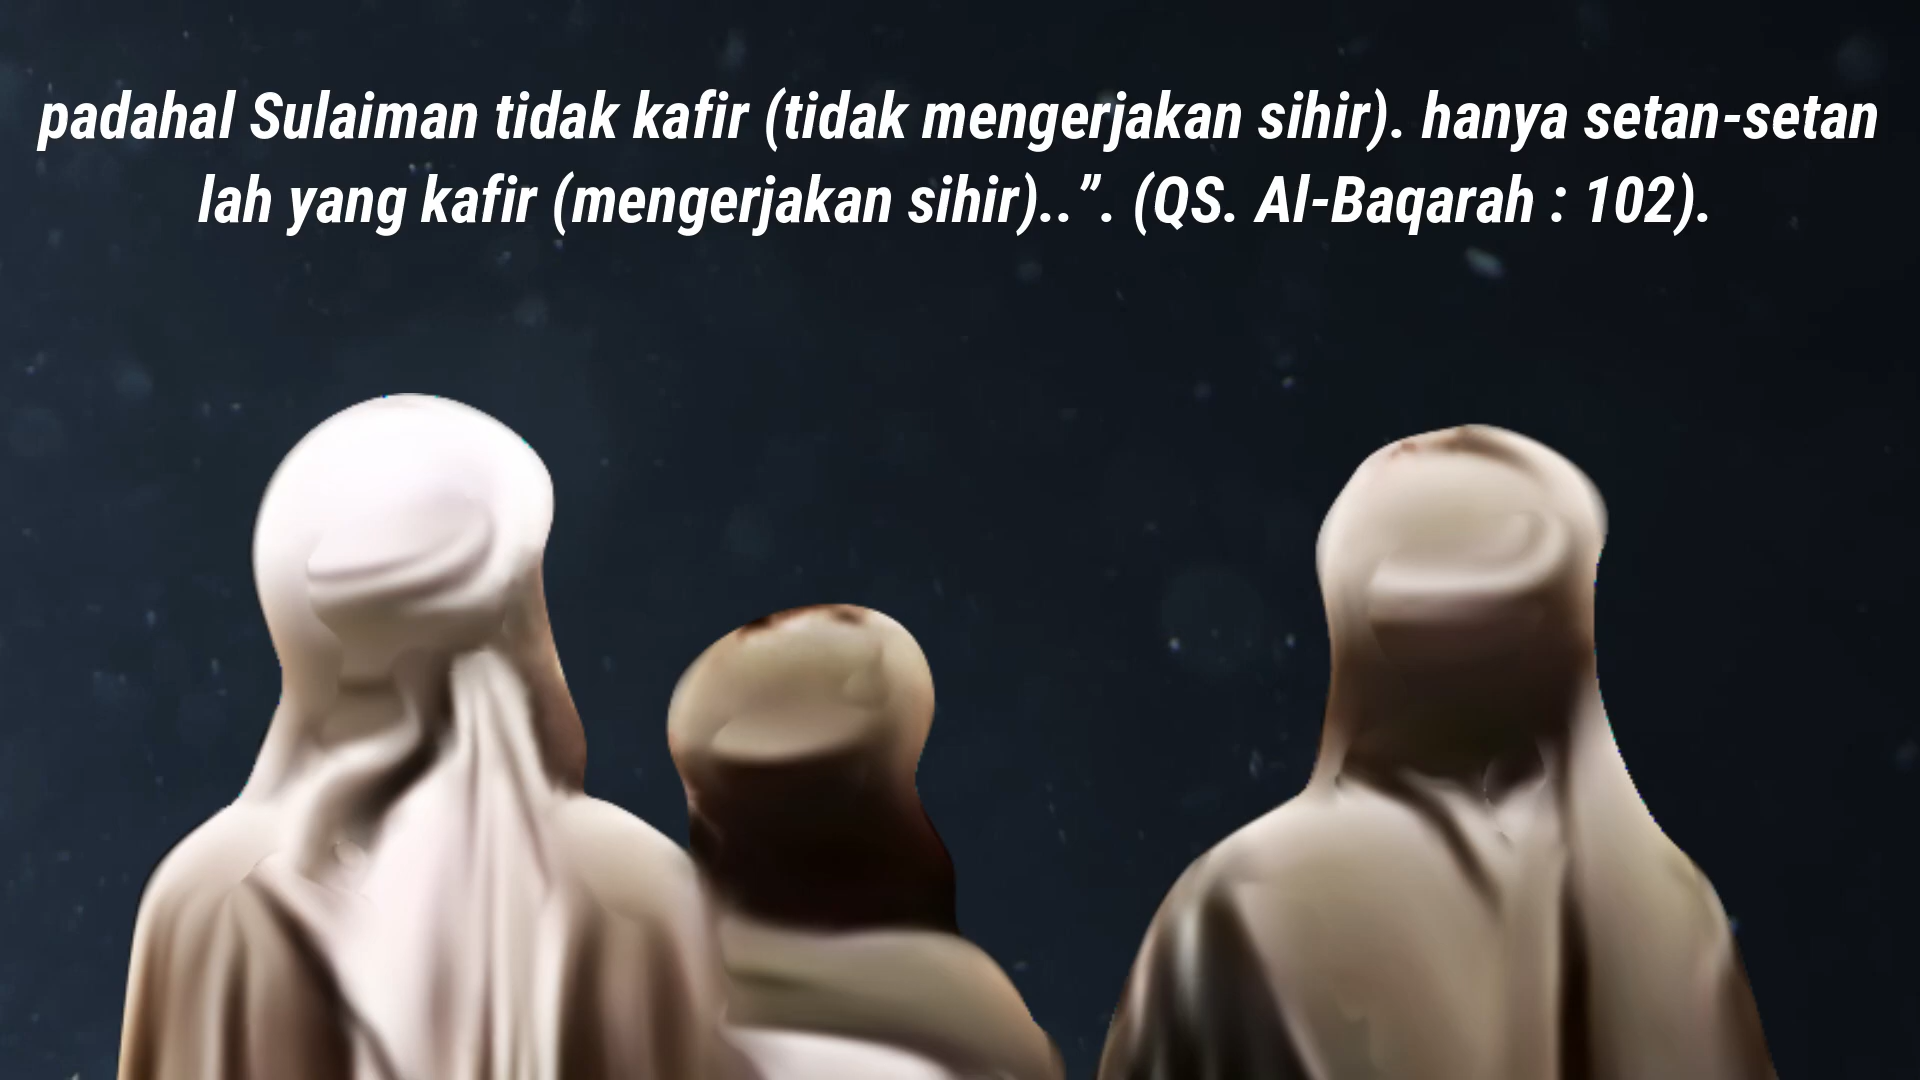 padahal Sulaiman tidak kafir (tidak mengerjakan sihir). hanya setan-setan
lah yang kafir (mengerjakan sihir)..”. (QS. Al-Baqarah : 102).